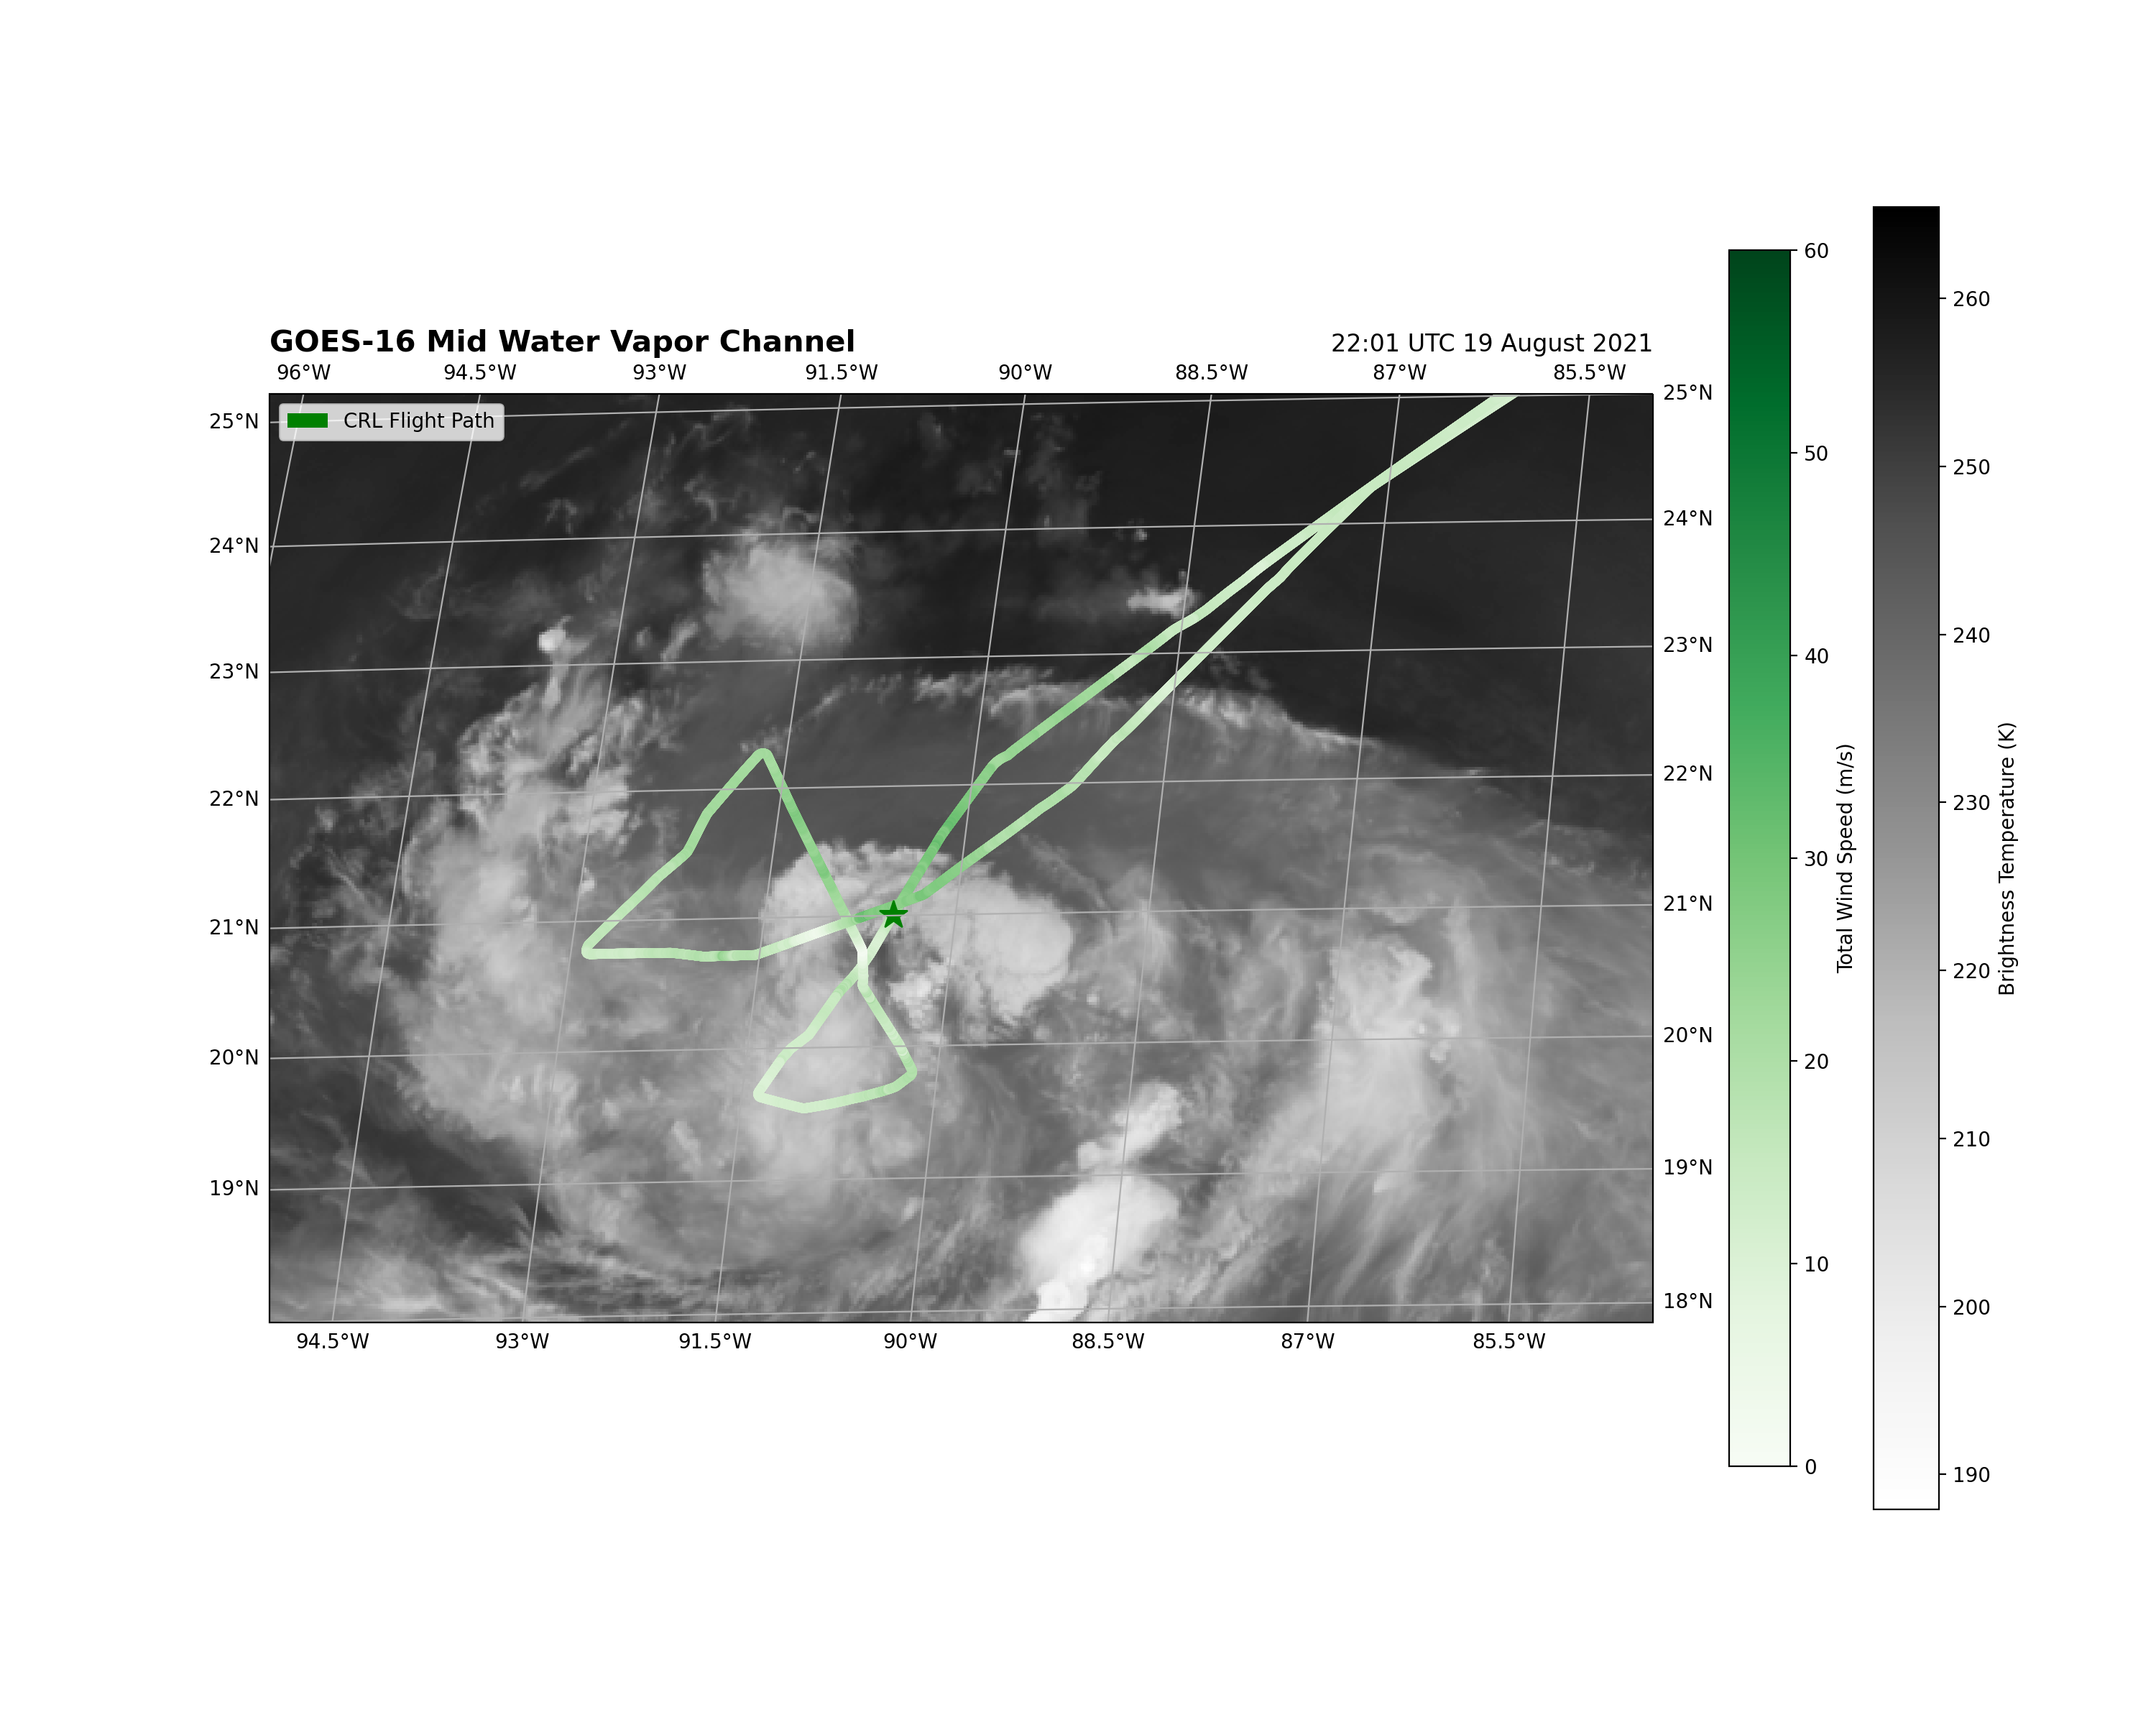 GOES-16 Mid Water Vapor Channel
22:01 UTC 19 August 2021
96°W 94.5°W 93°W 91.5°W 90°W 88.5°W 87°W 85.5°W
CRL Flight Path
25°N
24°N
23°N
22°N
21°N
20°N
19°N
25°N
24°N
23°N
22°N
21°N
20°N
19°N
18°N
94.5°W 93°W 91.5°W 90°W 88.5°W 87°W 85.5°W
60
50
40
30
20
10
0
Total Wind Speed (m/s)
260
250
240
230
220
210
200
190
Brightness Temperature (K)